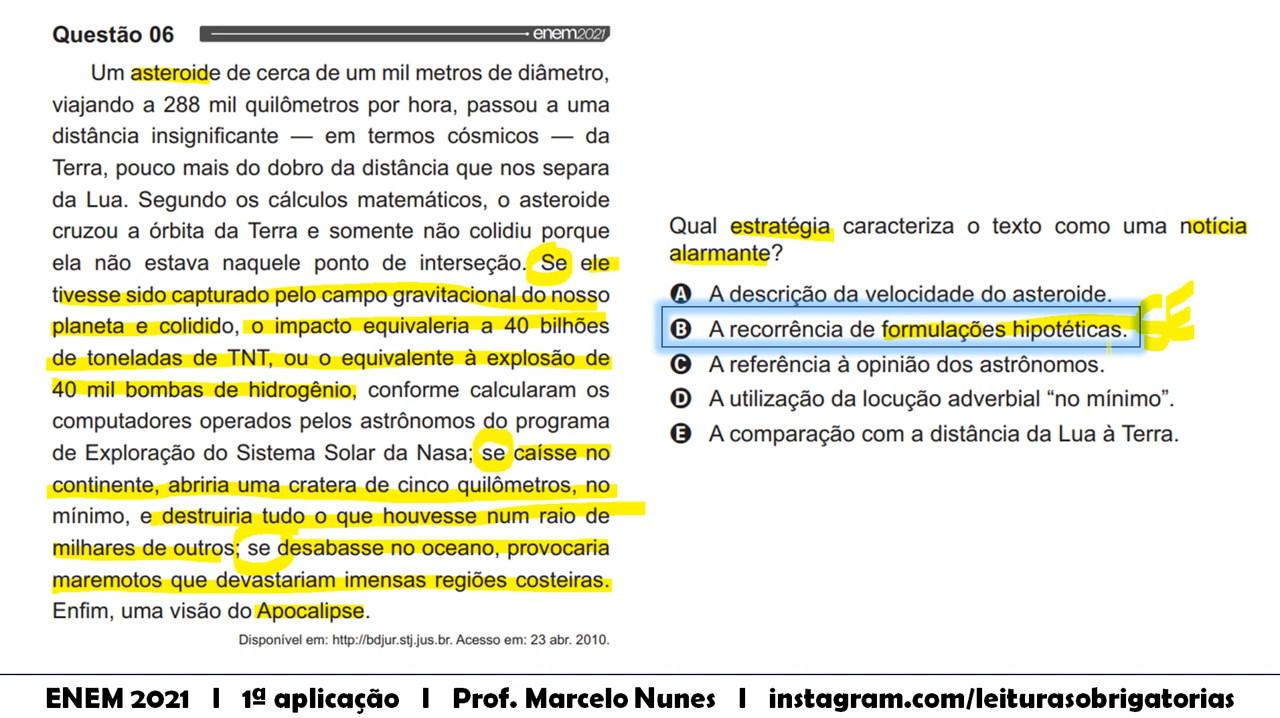 Questão 06
enem2021
Um asteroide de cerca de um mil metros de diâmetro,
viajando a 288 mil quilômetros por hora, passou a uma
distância insignificante — em termos cósmicos — da
Terra, pouco mais do dobro da distância que nos separa
da Lua. Segundo os cálculos matemáticos, o asteroide
cruzou a órbita da Terra e somente não colidiu porque
ela não estava naquele ponto de interseção. Se ele
tivesse sido capturado pelo campo gravitacional do nosso
planeta e colidido, o impacto equivaleria a 40 bilhões
de toneladas de TNT, ou o equivalente à explosão de
40 mil bombas de hidrogênio, conforme calcularam os
computadores operados pelos astrônomos do programa
de Exploração do Sistema Solar da Nasa; se caísse no
continente, abriria uma cratera de cinco quilômetros, no
mínimo, e destruiria tudo o que houvesse num raio de
milhares de outros; se desabasse no oceano, provocaria
maremotos que devastariam imensas regiões costeiras.
Enfim, uma visão do Apocalipse.
Disponível em: http://bdjur.stj.jus.br. Acesso em: 23 abr. 2010.
Qual estratégia caracteriza o texto como uma notícia
alarmante?
A A descrição da velocidade do asteroide.
B A recorrência de formulações hipotéticas.
C A referência à opinião dos astrônomos.
D A utilização da locução adverbial “no mínimo”.
E A comparação com a distância da Lua à Terra.
ENEM 2021 I 1ª aplicação I Prof. Marcelo Nunes I instagram.com/leiturasobrigatorias